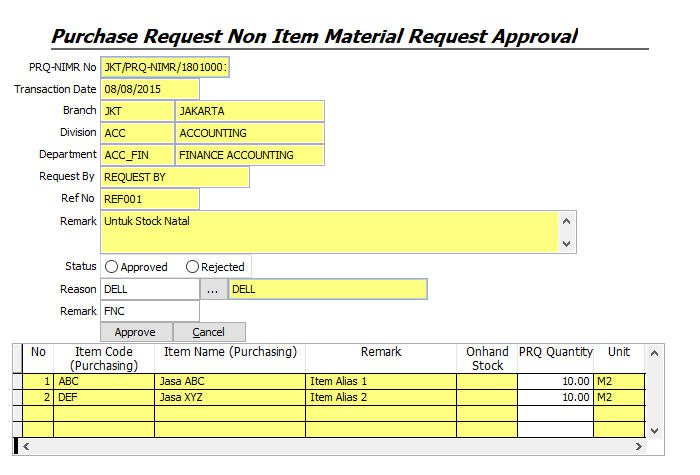 Purchase Request Non Item Material Request Approval
PRQ-NIMR No JKT/PRQ-NIMR/18010001
Transaction Date 08/08/2015
Branch JKT JAKARTA
Division ACC ACCOUNTING
Department ACC_FIN FINANCE ACCOUNTING
Request By REQUEST BY
Ref No REF001
Remark Untuk Stock Natal
Status Approved Rejected
Reason DELL ... DELL
Remark FNC
Approve Cancel
No Item Code Item Name (Purchasing) Remark Onhand PRQ Quantity Unit
(Purchasing) Stock
1 ABC Jasa ABC Item Alias 1 10.00 M2
2 DEF Jasa XYZ Item Alias 2 10.00 M2